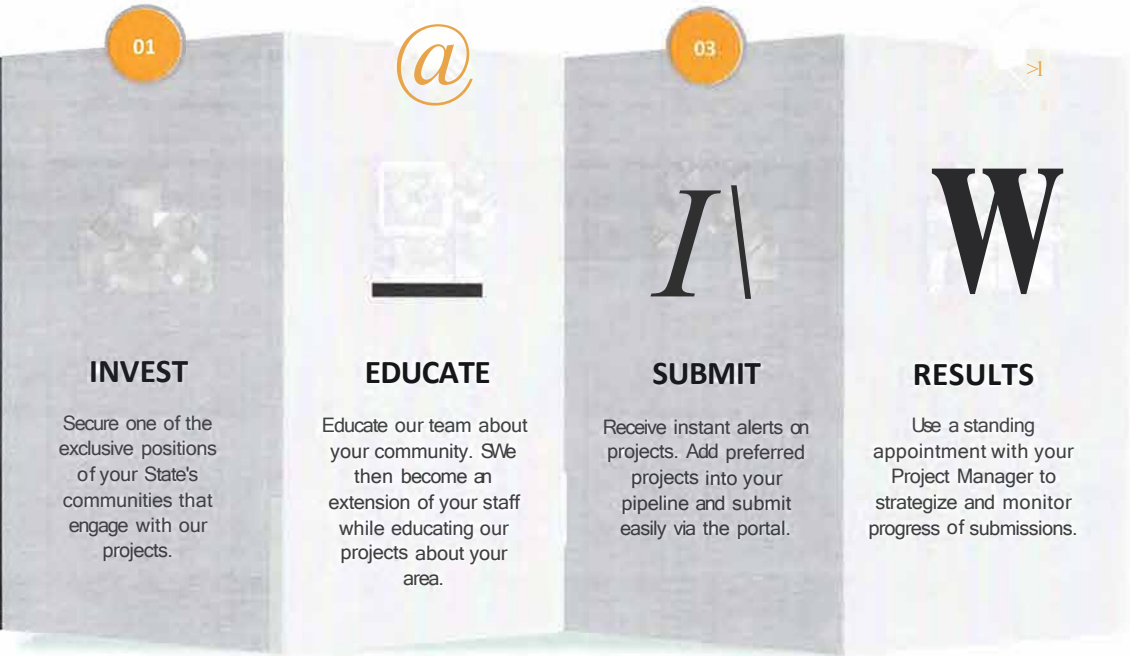 01
@
03
>l
I\
W
INVEST
Secure one of the
exclusive positions
of your State's
communities that
engage with our
projects.
EDUCATE
Educate our team about
your community. SWe
then become an
extension of your staff
while educating our
projects about your
area.
SUBMIT
Receive instant alerts on
projects. Add preferred
projects into your
pipeline and submit
easily via the portal.
RESULTS
Use a standing
appointment with your
Project Manager to
strategize and monitor
progress of submissions.